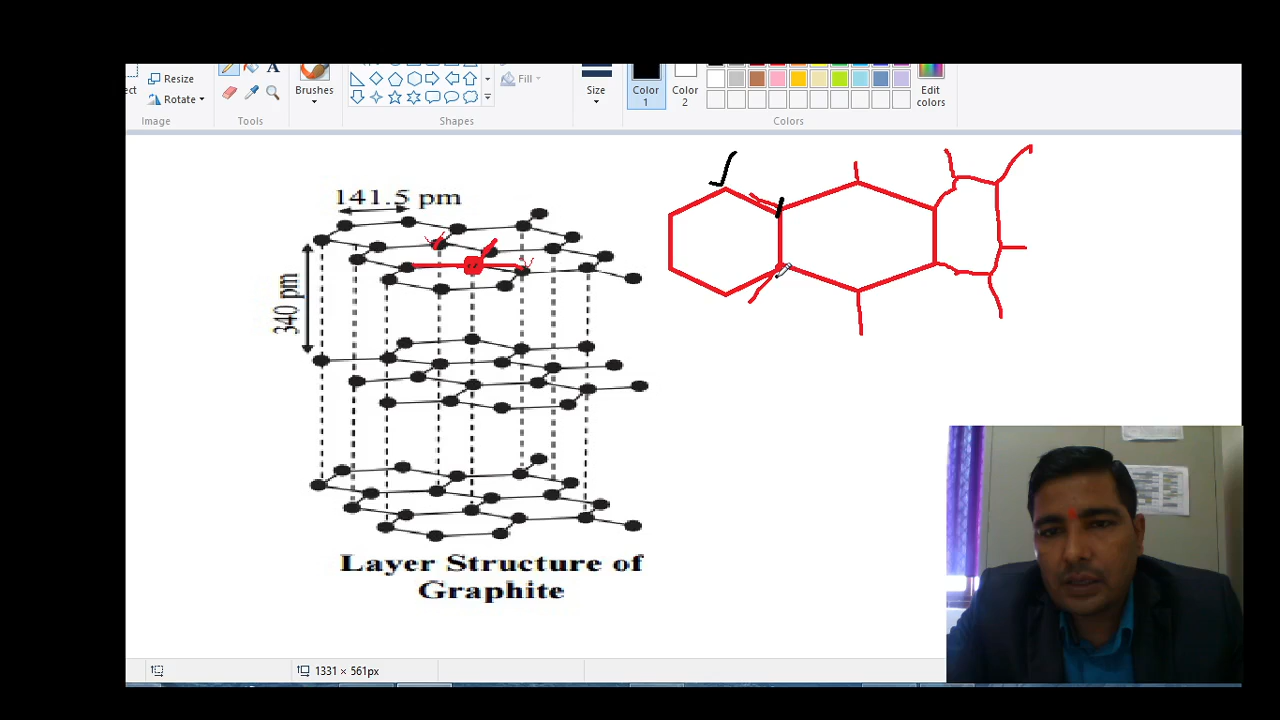 Resize
Rotate
A
Brushes
Fill
Size
Color
1
Color
2
Edit
colors
Image
Tools
Shapes
Colors
141.5 pm
340 pm
Layer Structure of
Graphite
1331 × 561px